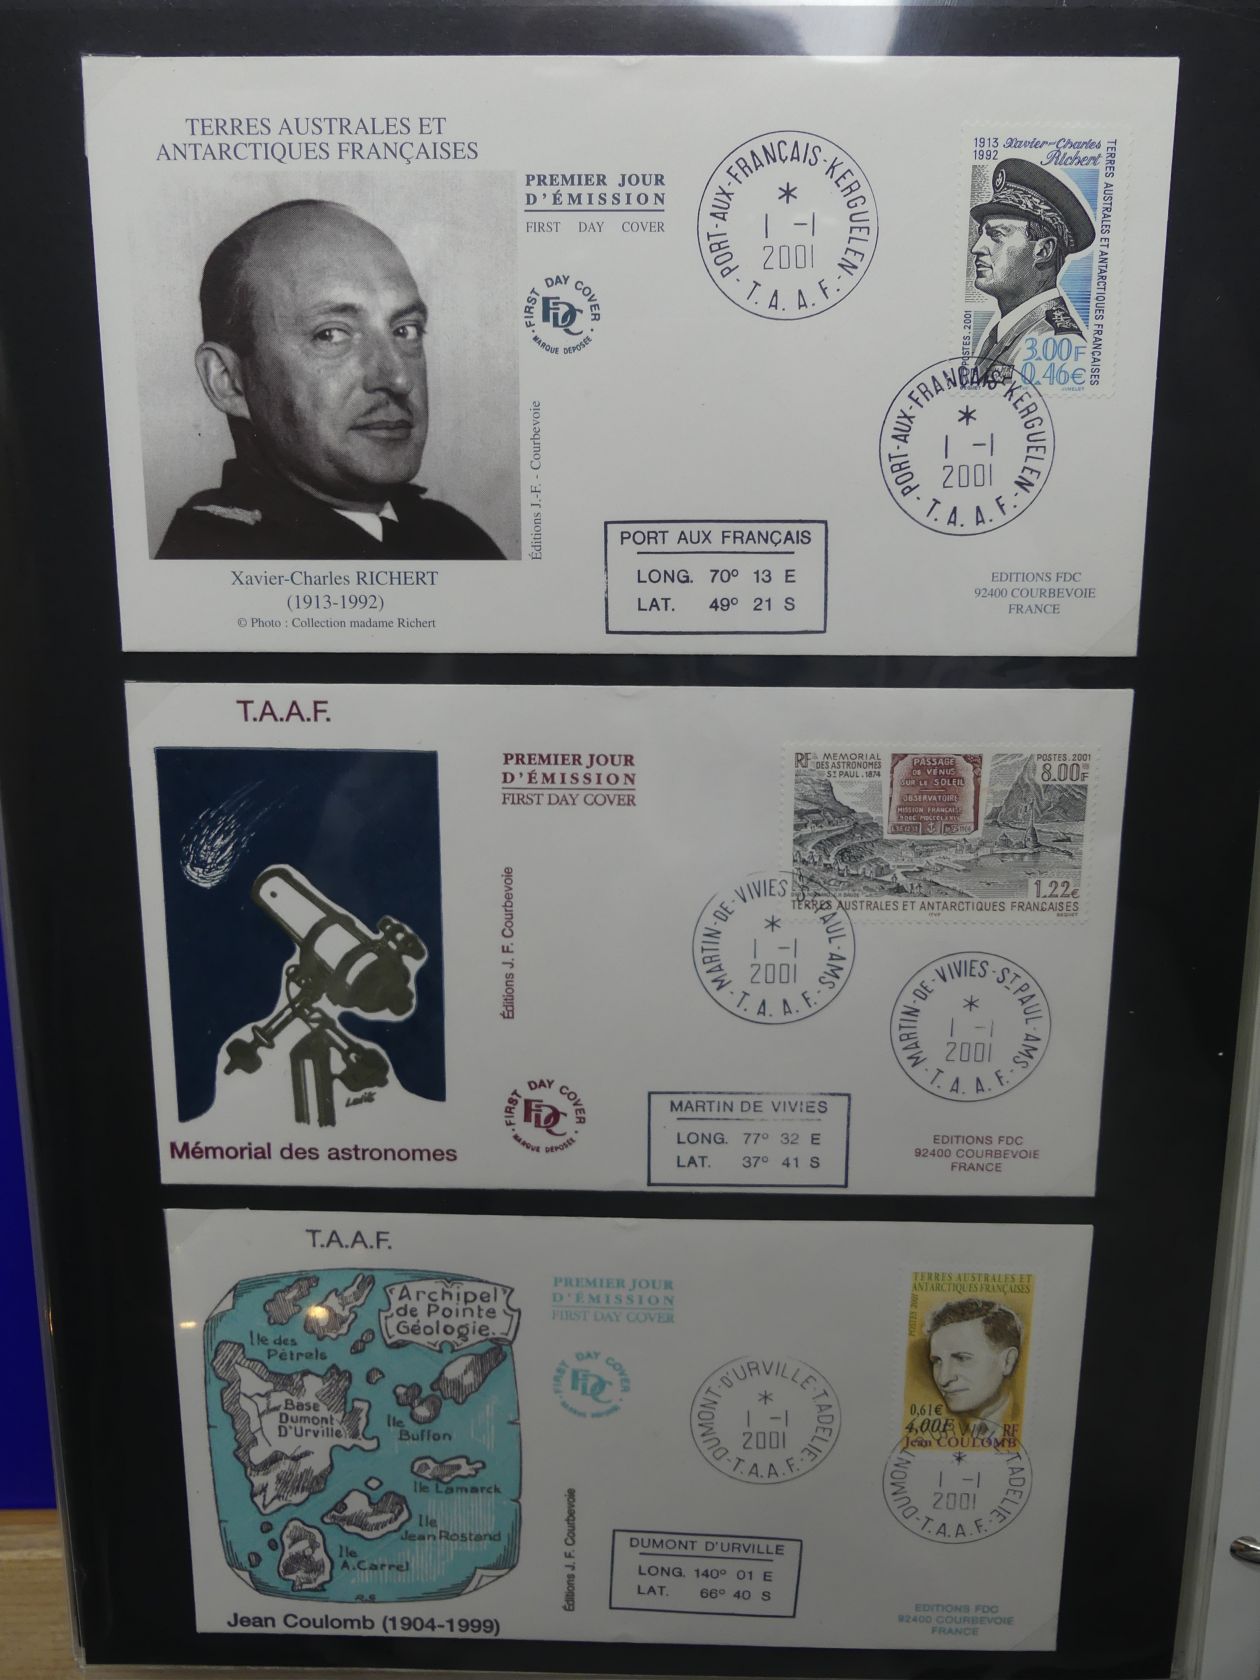 TERRES AUSTRALES ET
ANTARCTIQUES FRANÇAISES
PREMIER JOUR
D'ÉMISSION
FIRST DAY COVER
FIRST DAY COVER
FDC
MARQUE DÉPOSÉE
Éditions J.-F. - Courbevoie
Xavier-Charles RICHERT
(1913-1992)
© Photo : Collection madame Richert
PORT-AUX-FRANÇAIS-KERGUELEN
*
1 -1
2001
-T.A.A.F.-
1913 Xavier-Charles
1992 Richert
TERRES AUSTRALES ET ANTARCTIQUES FRANÇAISES
POSTES.2001
3.00F
0.46€
JUMELET
PORT-AUX-FRANÇAIS-KERGUELEN
*
1 -1
2001
-T.A.A.F.-
PORT AUX FRANÇAIS
LONG. 70° 13 E
LAT. 49° 21 S
EDITIONS FDC
92400 COURBEVOIE
FRANCE
T.A.A.F.
PREMIER JOUR
D'ÉMISSION
FIRST DAY COVER
Éditions J. F. Courbevoie
FIRST DAY COVER
FDC
MARQUE DÉPOSÉE
Mémorial des astronomes
RF MEMORIAL
DES ASTRONOMES
ST PAUL.1874
PASSAGE
DE VÉNUS
SUR LE SOLEIL
OBSERVATOIRE
MISSION FRANÇAISE
POSTES.2001
8.00F
1.22€
TERRES AUSTRALES ET ANTARCTIQUES FRANÇAISES
ITVF
BEQUET
MARTIN-DE-VIVIES-ST PAUL-AMS
*
1 -1
2001
-T.A.A.F.-
MARTIN-DE-VIVIES-ST PAUL-AMS
*
1 -1
2001
-T.A.A.F.-
MARTIN DE VIVIES
LONG. 77° 32 E
LAT. 37° 41 S
EDITIONS FDC
92400 COURBEVOIE
FRANCE
T.A.A.F.
Archipel
de Pointe
Géologie.
Ile des
Pétrels
Base
Dumont
D'Urville
Ile
Buffon
Ile Lamarck
Ile
Jean Rostand
Ile
A.Carrel
R.S
Jean Coulomb (1904-1999)
PREMIER JOUR
D'ÉMISSION
FIRST DAY COVER
FIRST DAY COVER
FDC
MARQUE DÉPOSÉE
Éditions J. F. Courbevoie
DUMONT-D'URVILLE-T.ADELIE
*
1 -1
2001
-T.A.A.F.-
TERRES AUSTRALES ET
ANTARCTIQUES FRANÇAISES
POSTES 2001
0,61€
4,00F
RF
Jean COULOMB
*
1 -1
2001
-T.A.A.F.-
DUMONT D'URVILLE
LONG. 140° 01 E
LAT. 66° 40 S
EDITIONS FDC
92400 COURBEVOIE
FRANCE